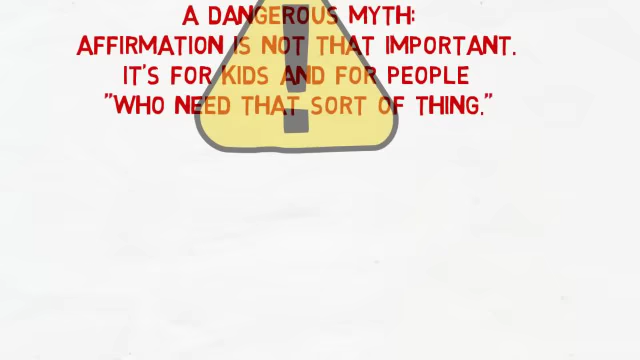 A DANGEROUS MYTH:
AFFIRMATION IS NOT THAT IMPORTANT.
IT'S FOR KIDS AND FOR PEOPLE
"WHO NEED THAT SORT OF THING."